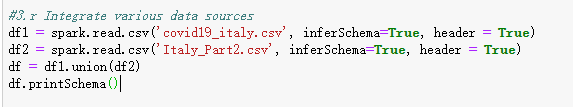 #3.r Integrate various data sources
df1 = spark.read.csv('covid19_italy.csv', inferSchema=True, header = True)
df2 = spark.read.csv('Italy_Part2.csv', inferSchema=True, header = True)
df = df1.union(df2)
df.printSchema()